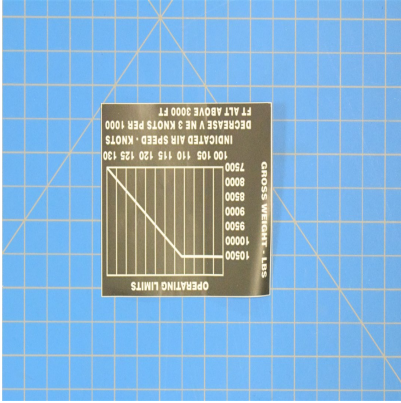 OPERATING LIMITS
GROSS WEIGHT - LBS
10500
10000
9500
9000
8500
8000
7500
100 105 110 115 120 125 130
INDICATED AIR SPEED - KNOTS
DECREASE V NE 3 KNOTS PER 1000
FT ALT ABOVE 3000 FT